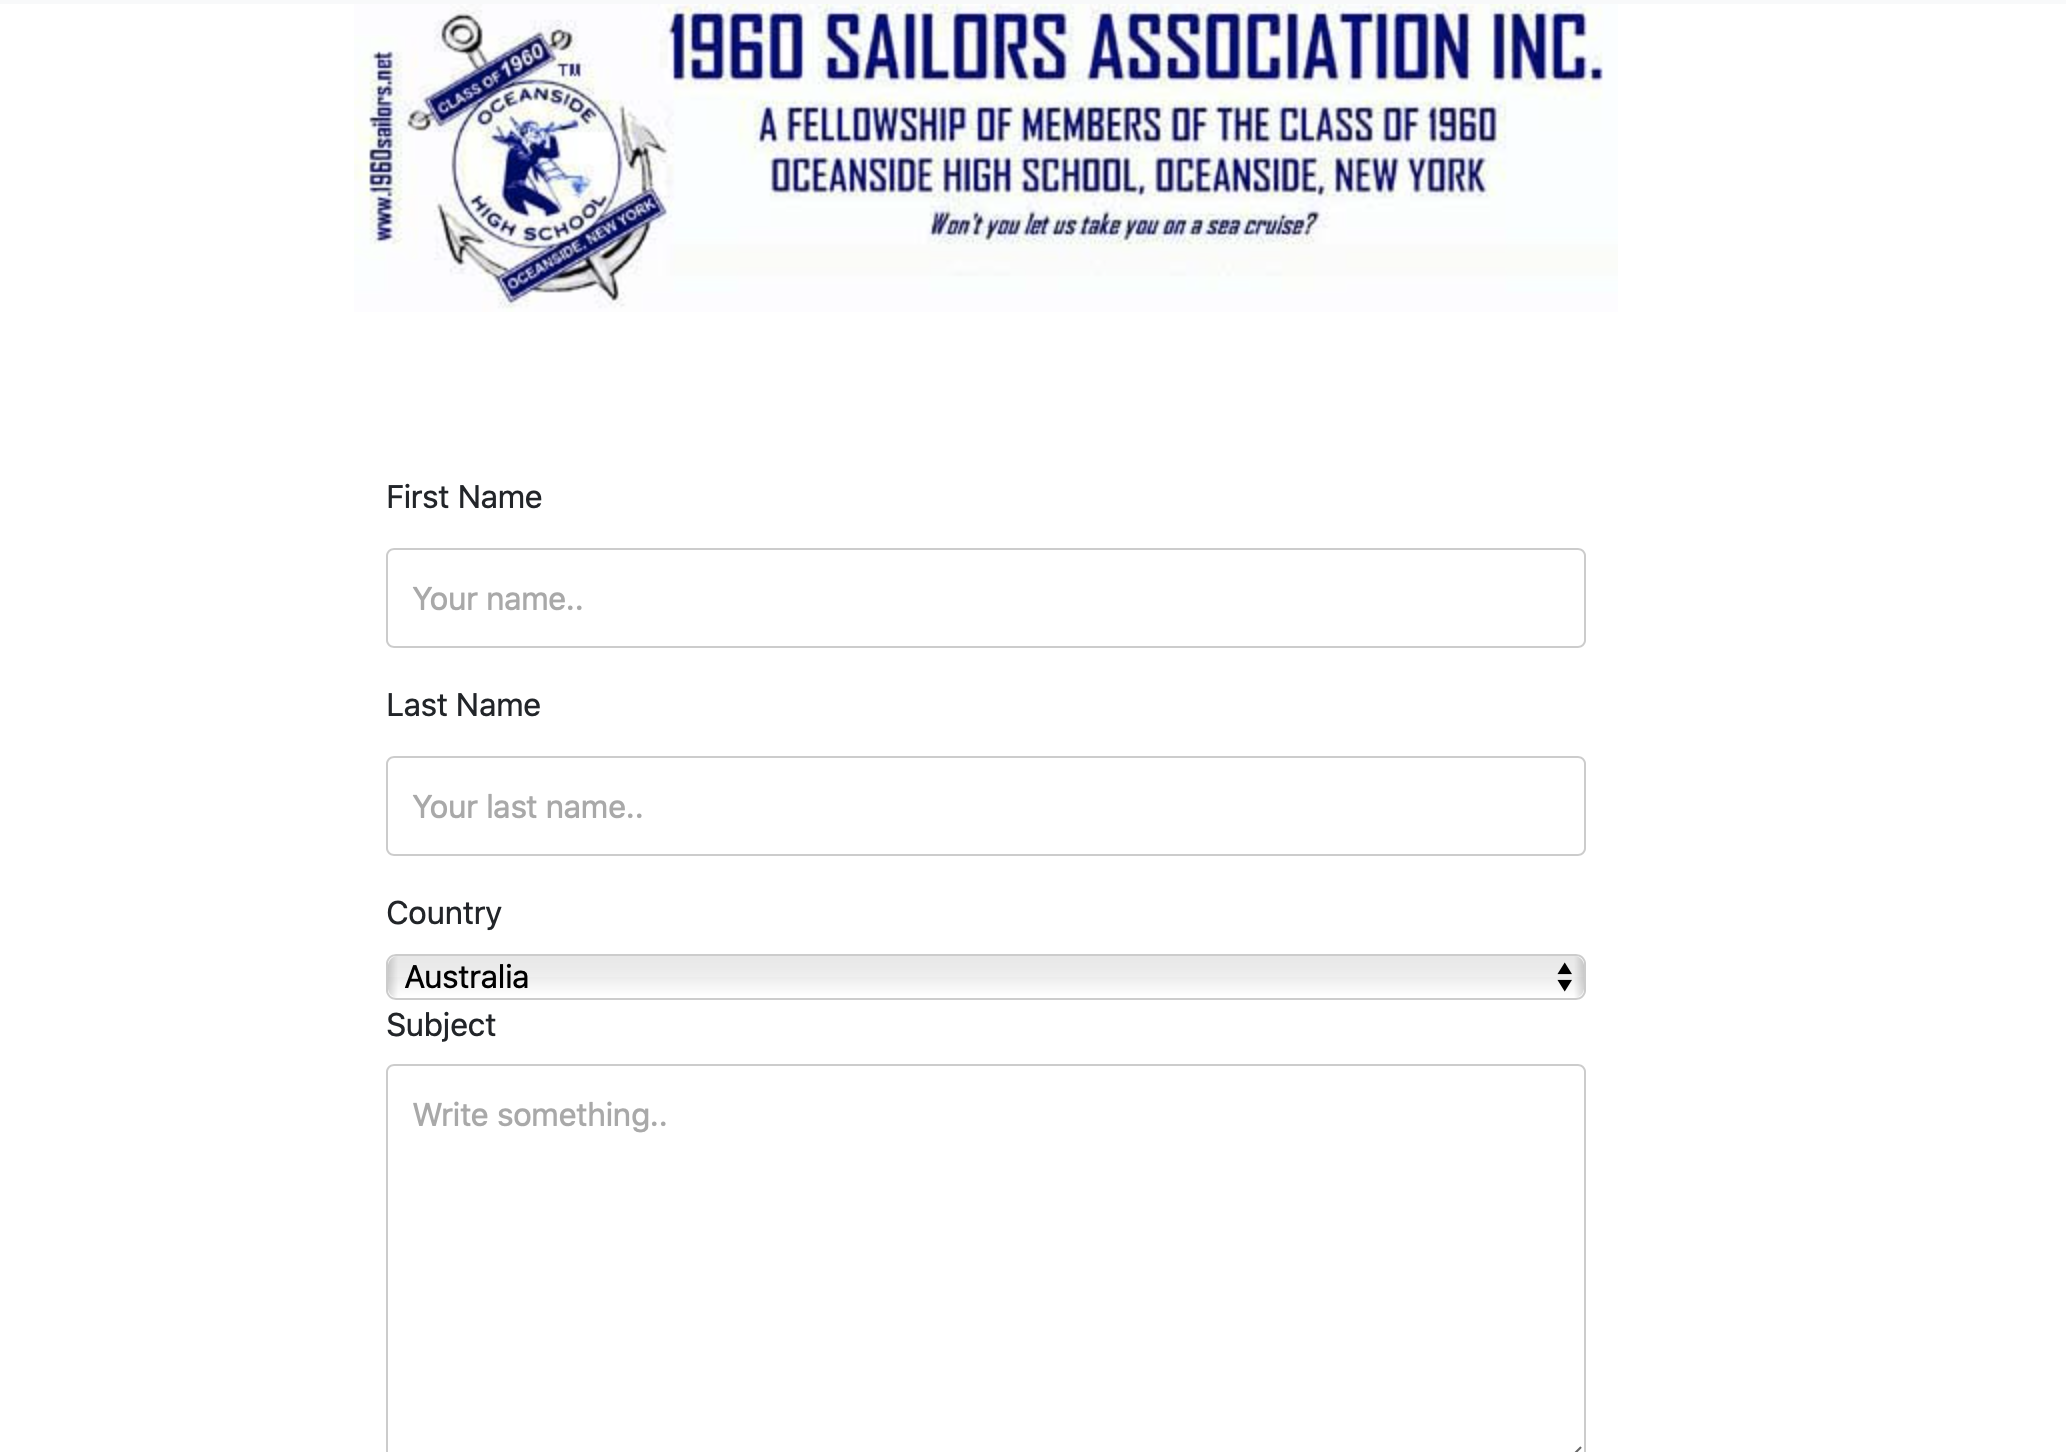 www.1960sailors.net
CLASS OF 1960
TM
OCEANSIDE
HIGH SCHOOL
OCEANSIDE, NEW YORK
1960 SAILORS ASSOCIATION INC.
A FELLOWSHIP OF MEMBERS OF THE CLASS OF 1960
OCEANSIDE HIGH SCHOOL, OCEANSIDE, NEW YORK
Won't you let us take you on a sea cruise?
First Name
Your name..
Last Name
Your last name..
Country
Australia
Subject
Write something..